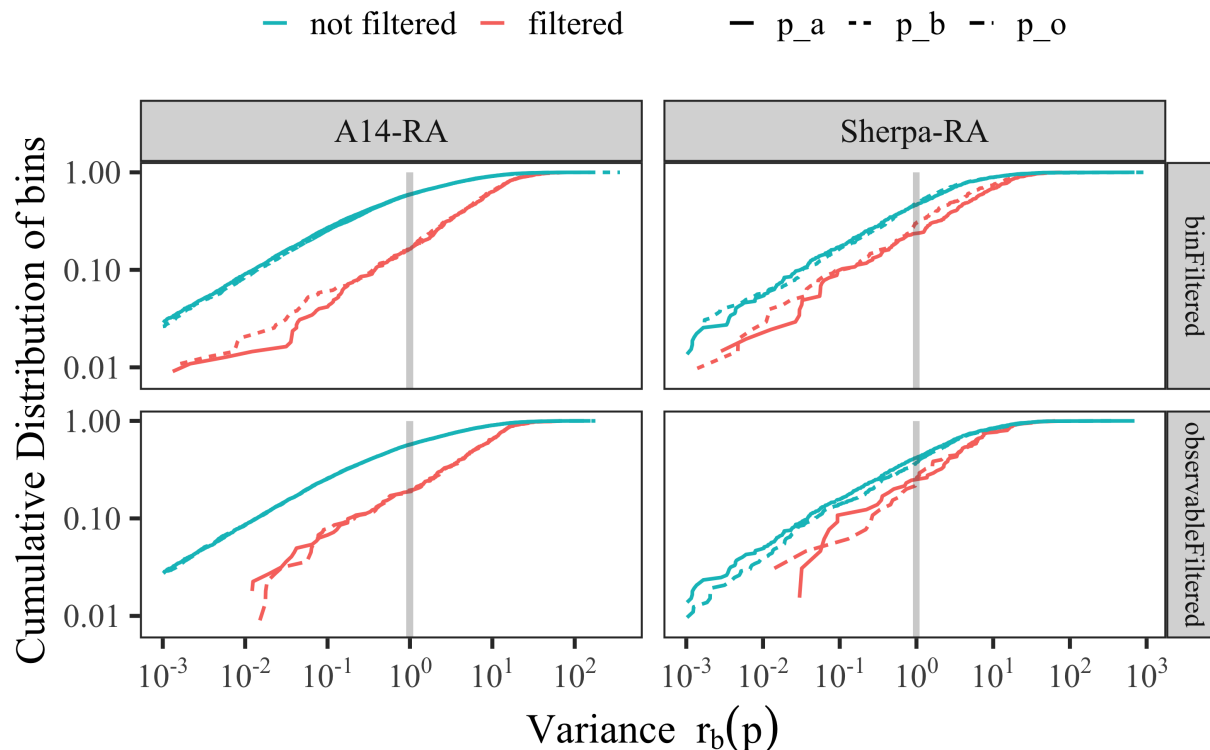 not filtered filtered p_a p_b p_o
A14-RA Sherpa-RA
Cumulative Distribution of bins
1.00
0.10
0.01
binFiltered
1.00
0.10
0.01
observableFiltered
10⁻³ 10⁻² 10⁻¹ 10⁰ 10¹ 10² 10⁻³ 10⁻² 10⁻¹ 10⁰ 10¹ 10² 10³
Variance r_b(p)